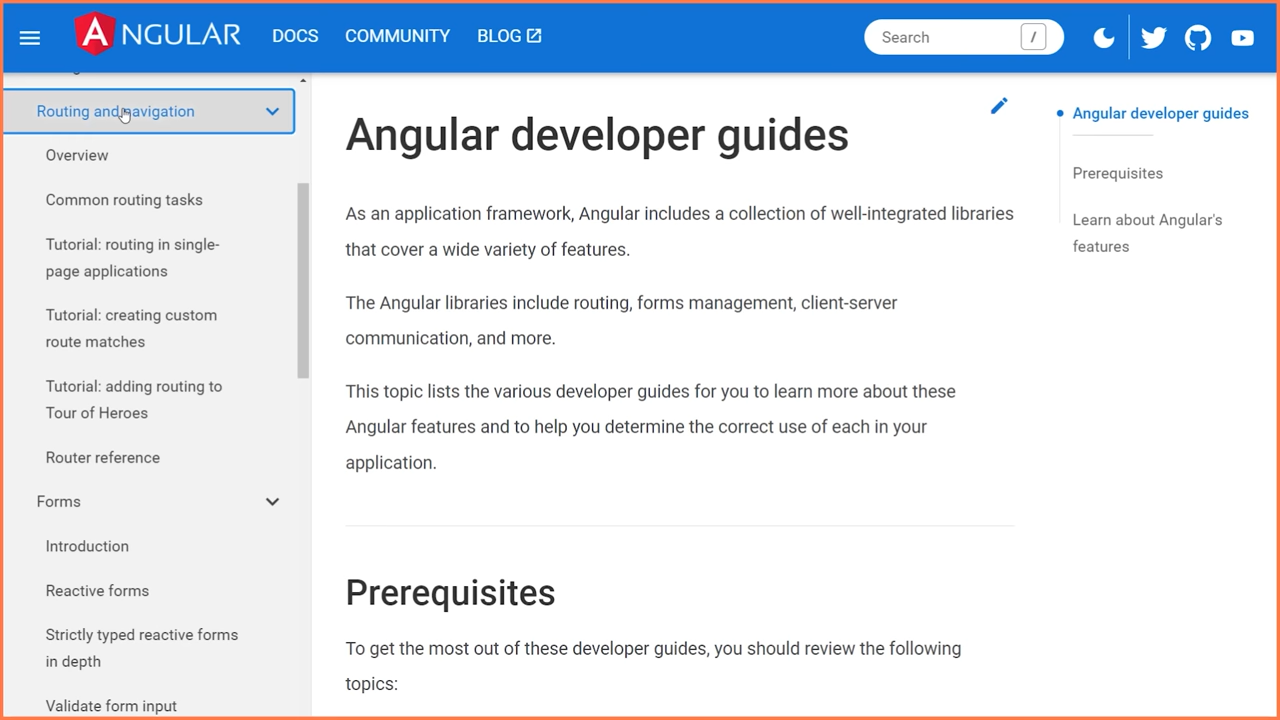 ANGULAR
DOCS
COMMUNITY
BLOG
Search
/
Routing and navigation
Overview
Common routing tasks
Tutorial: routing in single-
page applications
Tutorial: creating custom
route matches
Tutorial: adding routing to
Tour of Heroes
Router reference
Forms
Introduction
Reactive forms
Strictly typed reactive forms
in depth
Validate form input
Angular developer guides
As an application framework, Angular includes a collection of well-integrated libraries
that cover a wide variety of features.
The Angular libraries include routing, forms management, client-server
communication, and more.
This topic lists the various developer guides for you to learn more about these
Angular features and to help you determine the correct use of each in your
application.
Prerequisites
To get the most out of these developer guides, you should review the following
topics:
Angular developer guides
Prerequisites
Learn about Angular's
features